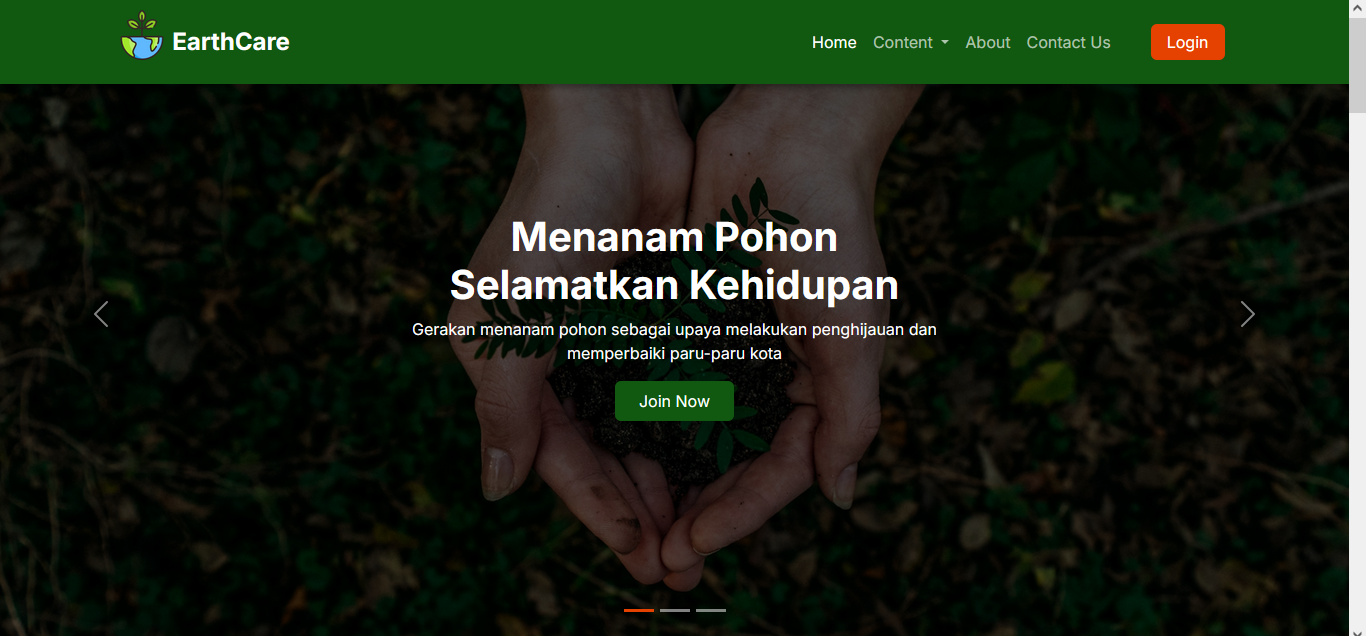 EarthCare
Home Content About Contact Us Login
Menanam Pohon
Selamatkan Kehidupan
Gerakan menanam pohon sebagai upaya melakukan penghijauan dan
memperbaiki paru-paru kota
Join Now